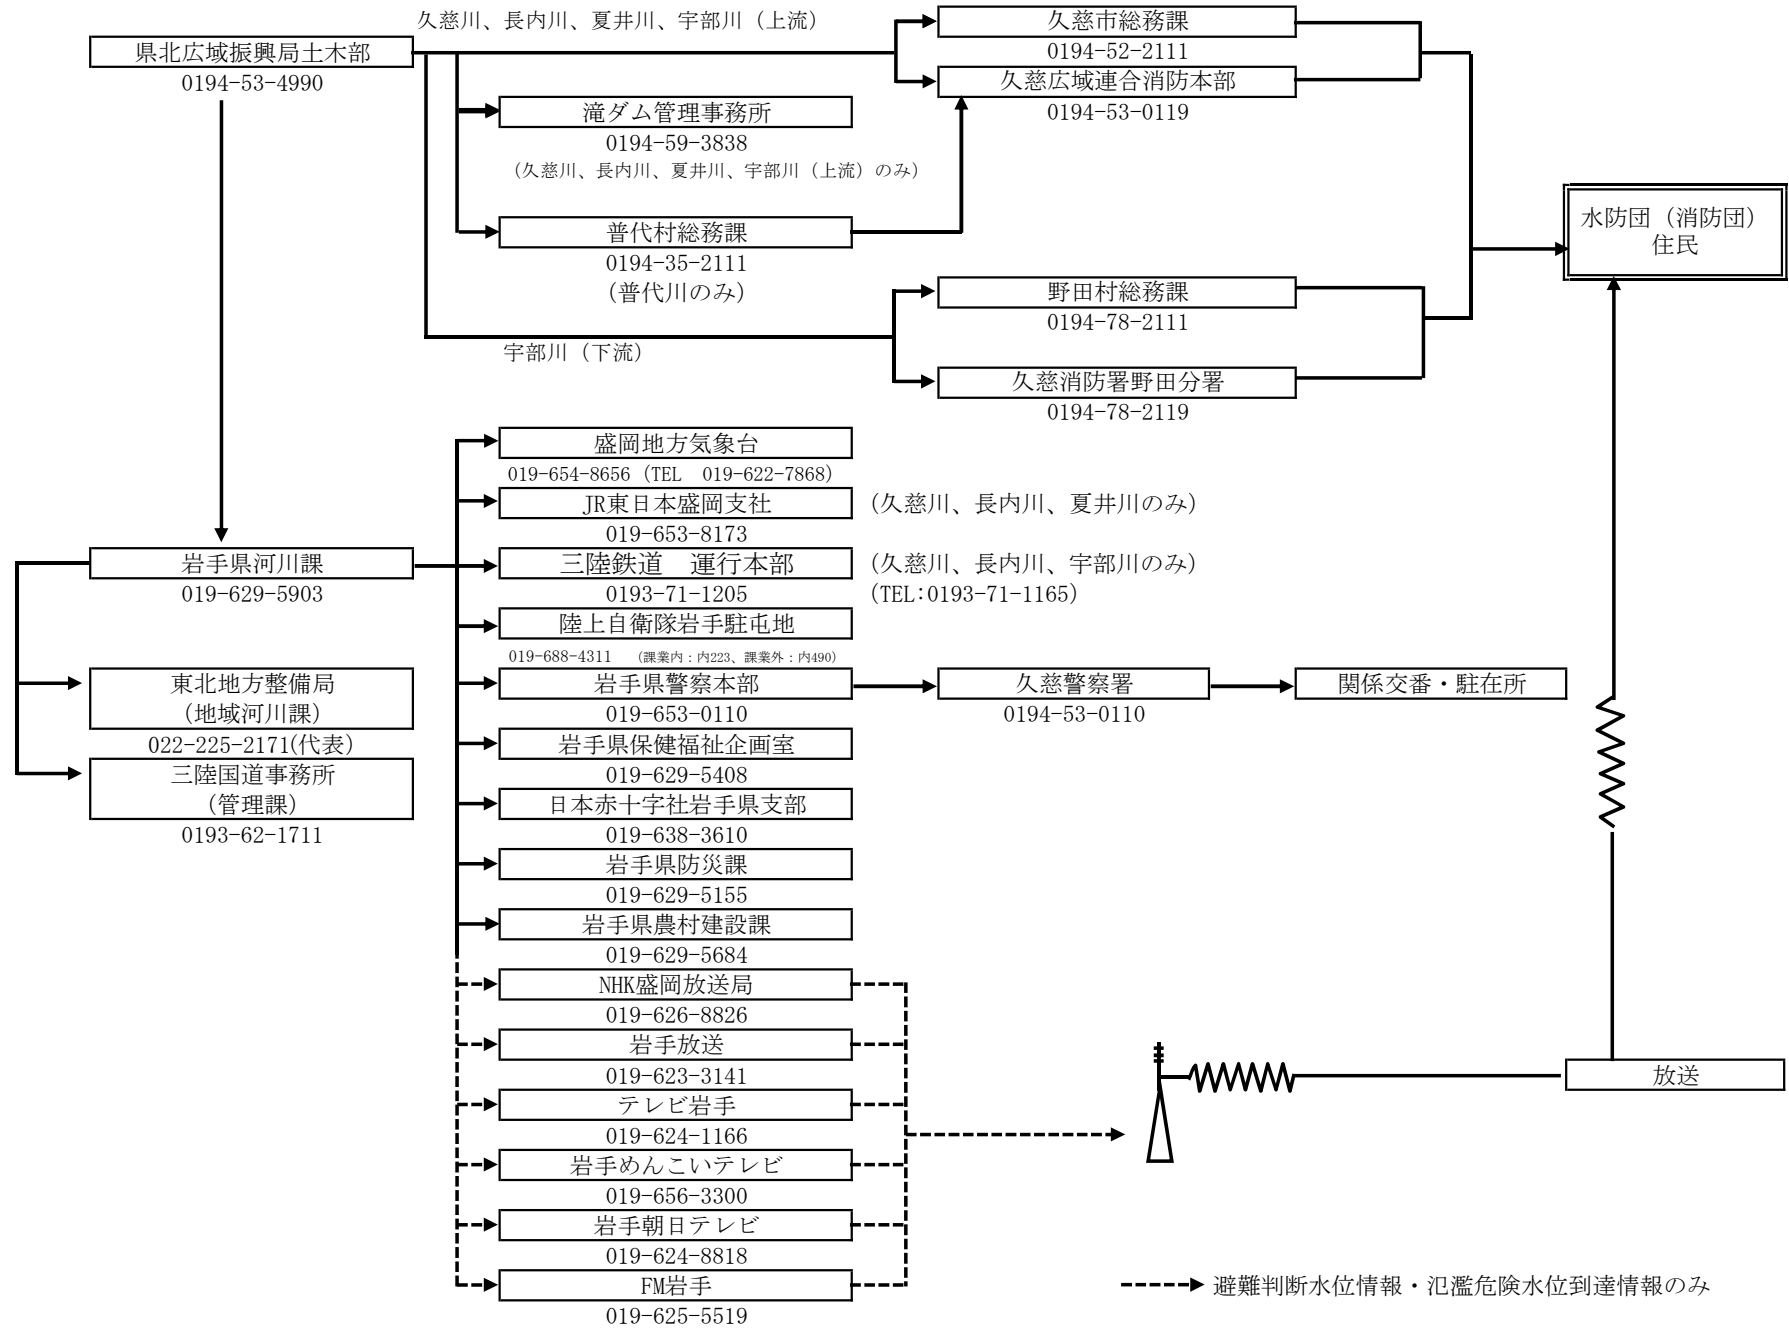 久慈川、長内川、夏井川、宇部川（上流）
県北広域振興局土木部
0194-53-4990
久慈市総務課
0194-52-2111
久慈広域連合消防本部
0194-53-0119
滝ダム管理事務所
0194-59-3838
（久慈川、長内川、夏井川、宇部川（上流）のみ）
普代村総務課
0194-35-2111
（普代川のみ）
水防団（消防団）
住民
野田村総務課
0194-78-2111
宇部川（下流）
久慈消防署野田分署
0194-78-2119
盛岡地方気象台
019-654-8656（TEL　019-622-7868）
JR東日本盛岡支社
（久慈川、長内川、夏井川のみ）
019-653-8173
岩手県河川課
019-629-5903
三陸鉄道　運行本部
（久慈川、長内川、宇部川のみ）
0193-71-1205
（TEL:0193-71-1165）
陸上自衛隊岩手駐屯地
019-688-4311　（課業内：内223、課業外：内490）
東北地方整備局
（地域河川課）
022-225-2171(代表）
三陸国道事務所
（管理課）
0193-62-1711
岩手県警察本部
019-653-0110
久慈警察署
0194-53-0110
関係交番・駐在所
岩手県保健福祉企画室
019-629-5408
日本赤十字社岩手県支部
019-638-3610
岩手県防災課
019-629-5155
岩手県農村建設課
019-629-5684
NHK盛岡放送局
019-626-8826
岩手放送
019-623-3141
テレビ岩手
019-624-1166
岩手めんこいテレビ
019-656-3300
岩手朝日テレビ
019-624-8818
FM岩手
019-625-5519
放送
避難判断水位情報・氾濫危険水位到達情報のみ